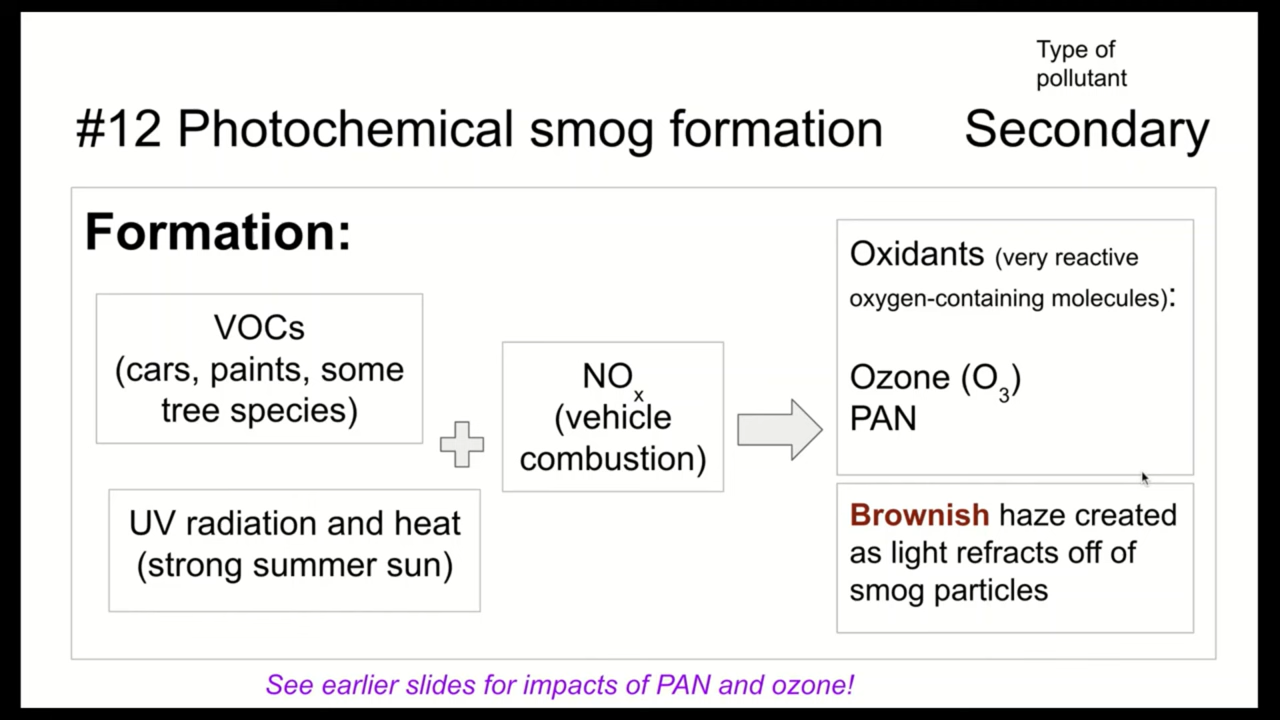 Type of
pollutant
#12 Photochemical smog formation
Secondary
Formation:
VOCs
(cars, paints, some
tree species)
UV radiation and heat
(strong summer sun)
NOx
(vehicle
combustion)
Oxidants (very reactive
oxygen-containing molecules):
Ozone (O3)
PAN
Brownish haze created
as light refracts off of
smog particles
See earlier slides for impacts of PAN and ozone!